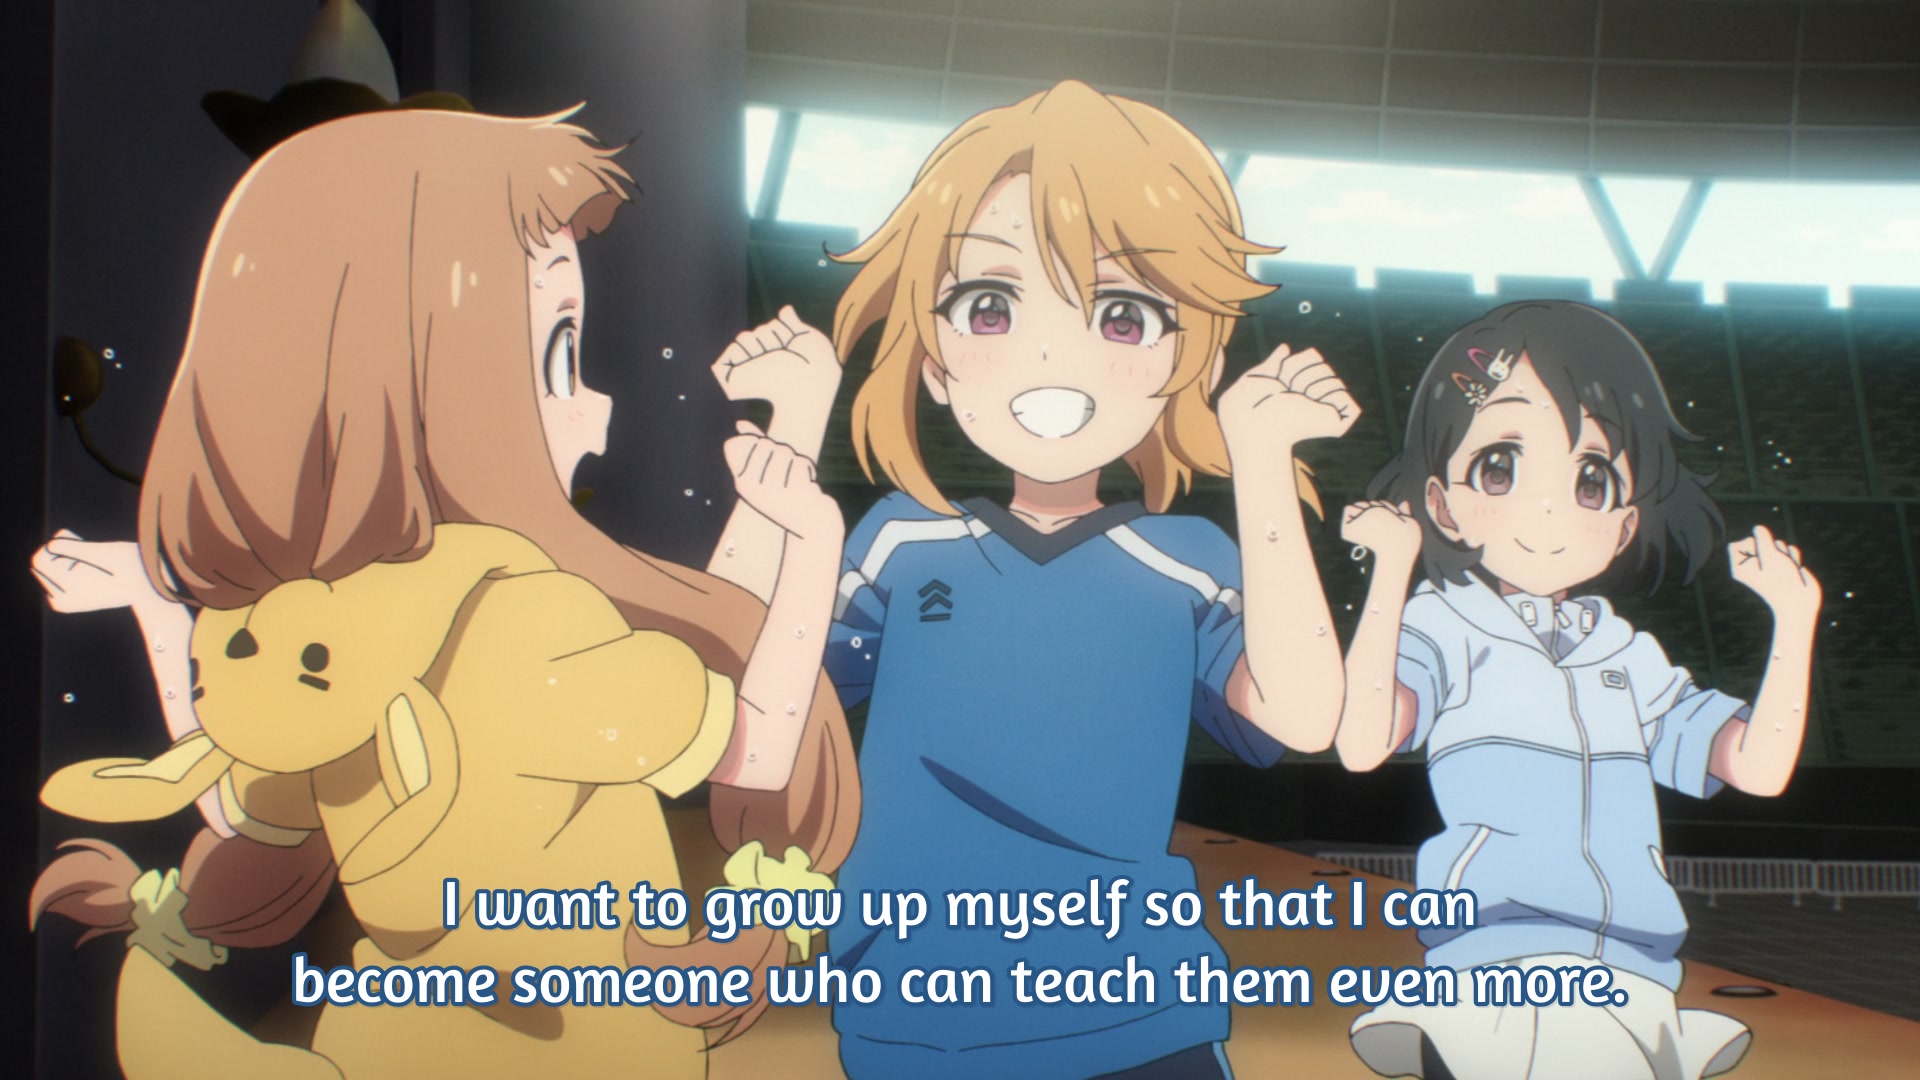 I want to grow up myself so that I can
become someone who can teach them even more.